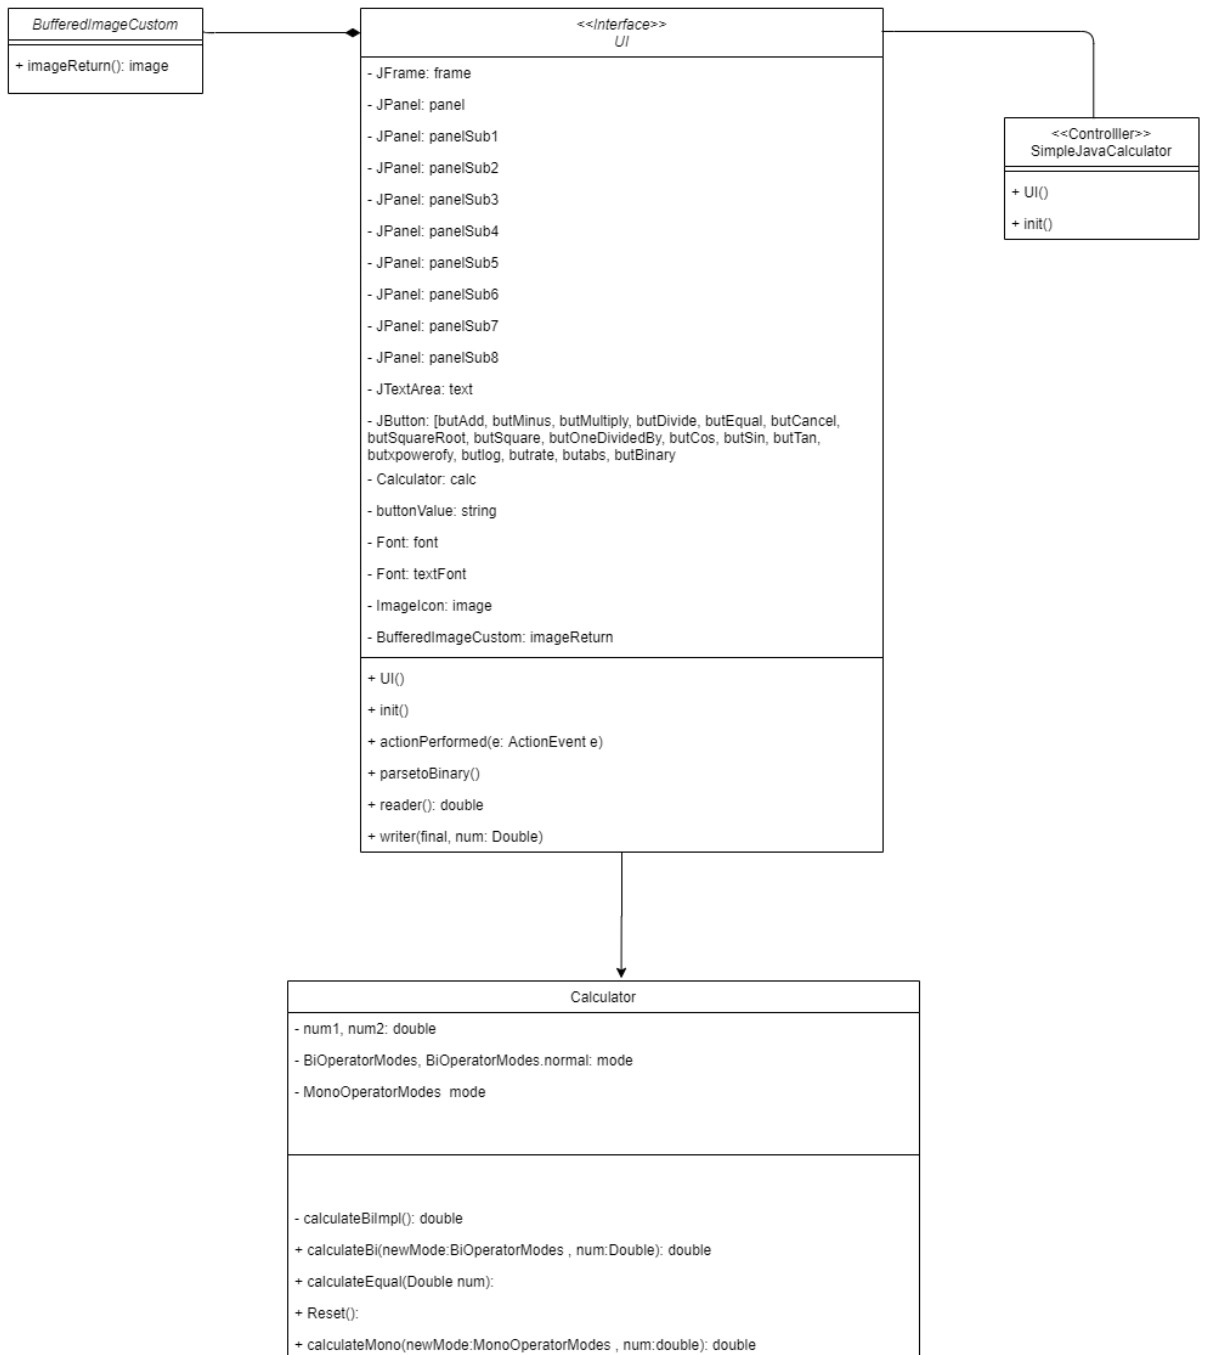 BufferedImageCustom
+ imageReturn(): image
<<Interface>>
UI
- JFrame: frame
- JPanel: panel
- JPanel: panelSub1
- JPanel: panelSub2
- JPanel: panelSub3
- JPanel: panelSub4
- JPanel: panelSub5
- JPanel: panelSub6
- JPanel: panelSub7
- JPanel: panelSub8
- JTextArea: text
- JButton: [butAdd, butMinus, butMultiply, butDivide, butEqual, butCancel,
butSquareRoot, butSquare, butOneDividedBy, butCos, butSin, butTan,
butxpowerofy, butlog, butrate, butabs, butBinary
- Calculator: calc
- buttonValue: string
- Font: font
- Font: textFont
- ImageIcon: image
- BufferedImageCustom: imageReturn
+ UI()
+ init()
+ actionPerformed(e: ActionEvent e)
+ parsetoBinary()
+ reader(): double
+ writer(final, num: Double)
<<Controlller>>
SimpleJavaCalculator
+ UI()
+ init()
Calculator
- num1, num2: double
- BiOperatorModes, BiOperatorModes.normal: mode
- MonoOperatorModes  mode
- calculateBiImpl(): double
+ calculateBi(newMode:BiOperatorModes , num:Double): double
+ calculateEqual(Double num):
+ Reset():
+ calculateMono(newMode:MonoOperatorModes , num:double): double